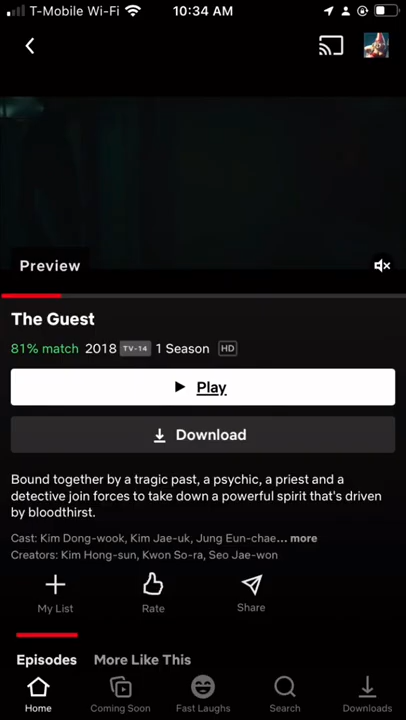 T-Mobile Wi-Fi 10:34 AM
Preview
The Guest
81% match 2018 TV-14 1 Season HD
Play
Download
Bound together by a tragic past, a psychic, a priest and a
detective join forces to take down a powerful spirit that's driven
by bloodthirst.
Cast: Kim Dong-wook, Kim Jae-uk, Jung Eun-chae... more
Creators: Kim Hong-sun, Kwon So-ra, Seo Jae-won
My List Rate Share
Episodes More Like This
Home Coming Soon Fast Laughs Search Downloads